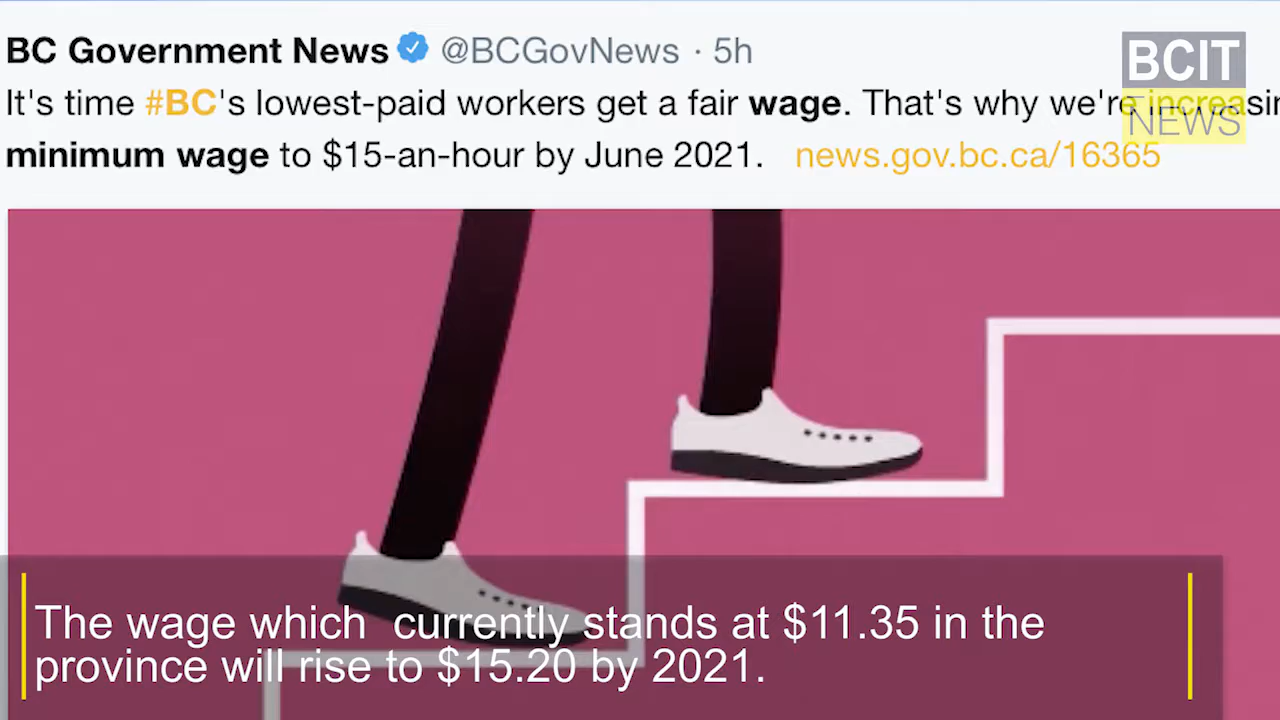 BC Government News @BCGovNews · 5h
BCIT
NEWS
It's time #BC's lowest-paid workers get a fair wage. That's why we're increasin
minimum wage to $15-an-hour by June 2021. news.gov.bc.ca/16365
The wage which  currently stands at $11.35 in the
province will rise to $15.20 by 2021.